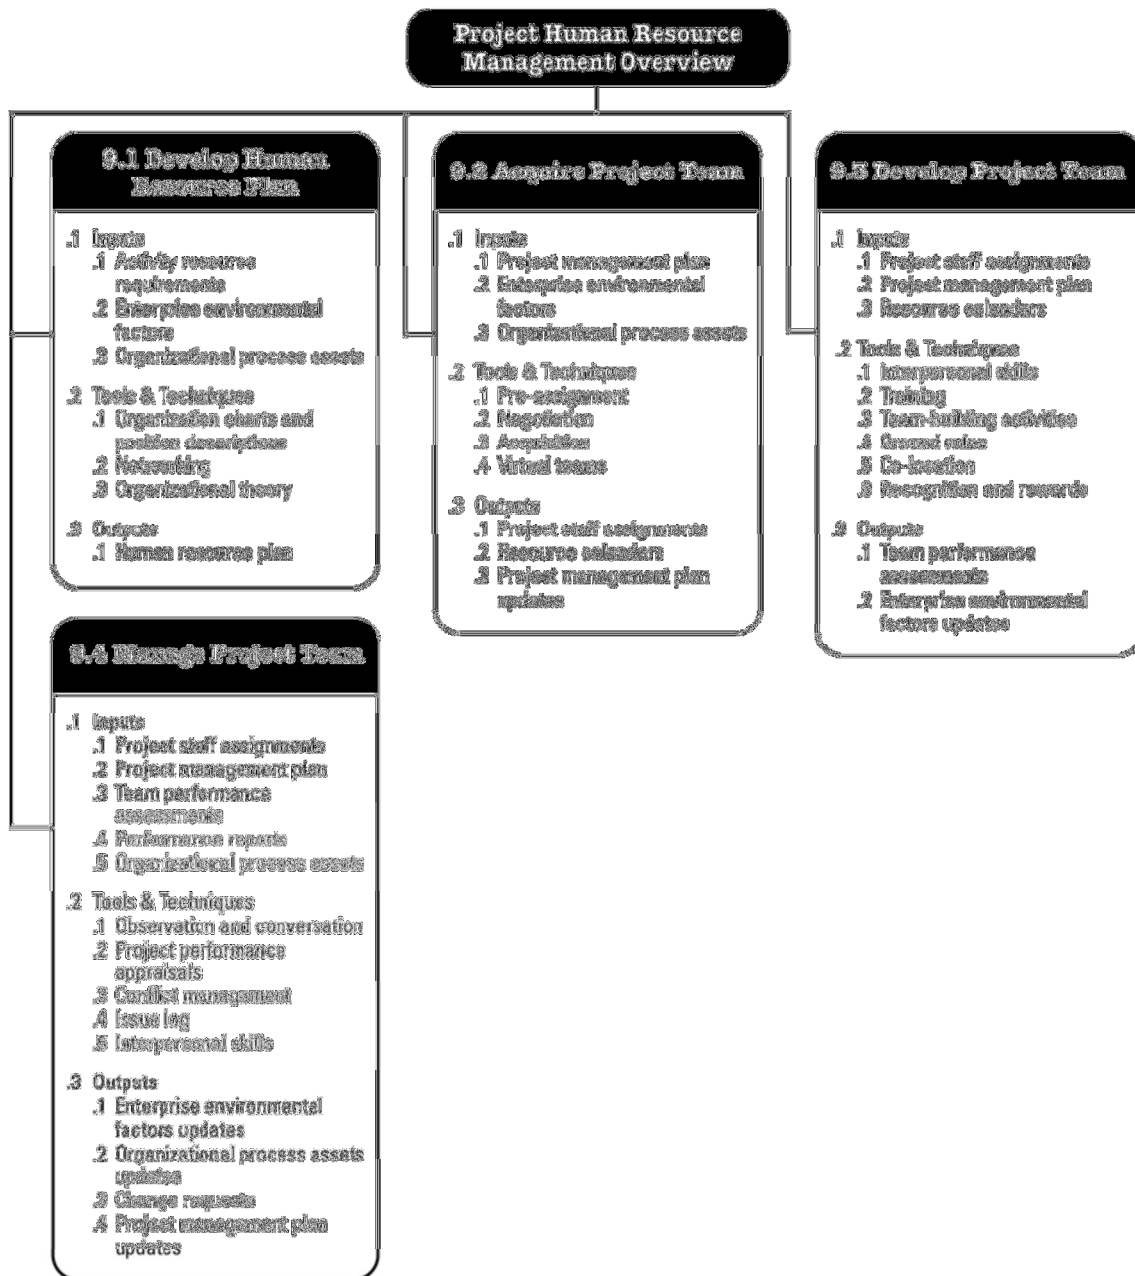 Project Human Resource
Management Overview
9.1 Develop Human
Resource Plan
.1 Inputs
.1 Activity resource
requirements
.2 Enterprise environmental
factors
.3 Organizational process assets
.2 Tools & Techniques
.1 Organization charts and
position descriptions
.2 Networking
.3 Organizational theory
.3 Outputs
.1 Human resource plan
9.2 Acquire Project Team
.1 Inputs
.1 Project management plan
.2 Enterprise environmental
factors
.3 Organizational process assets
.2 Tools & Techniques
.1 Pre-assignment
.2 Negotiation
.3 Acquisition
.4 Virtual teams
.3 Outputs
.1 Project staff assignments
.2 Resource calendars
.3 Project management plan
updates
9.3 Develop Project Team
.1 Inputs
.1 Project staff assignments
.2 Project management plan
.3 Resource calendars
.2 Tools & Techniques
.1 Interpersonal skills
.2 Training
.3 Team-building activities
.4 Ground rules
.5 Co-location
.6 Recognition and rewards
.3 Outputs
.1 Team performance
assessments
.2 Enterprise environmental
factors updates
9.4 Manage Project Team
.1 Inputs
.1 Project staff assignments
.2 Project management plan
.3 Team performance
assessments
.4 Performance reports
.5 Organizational process assets
.2 Tools & Techniques
.1 Observation and conversation
.2 Project performance
appraisals
.3 Conflict management
.4 Issue log
.5 Interpersonal skills
.3 Outputs
.1 Enterprise environmental
factors updates
.2 Organizational process assets
updates
.3 Change requests
.4 Project management plan
updates